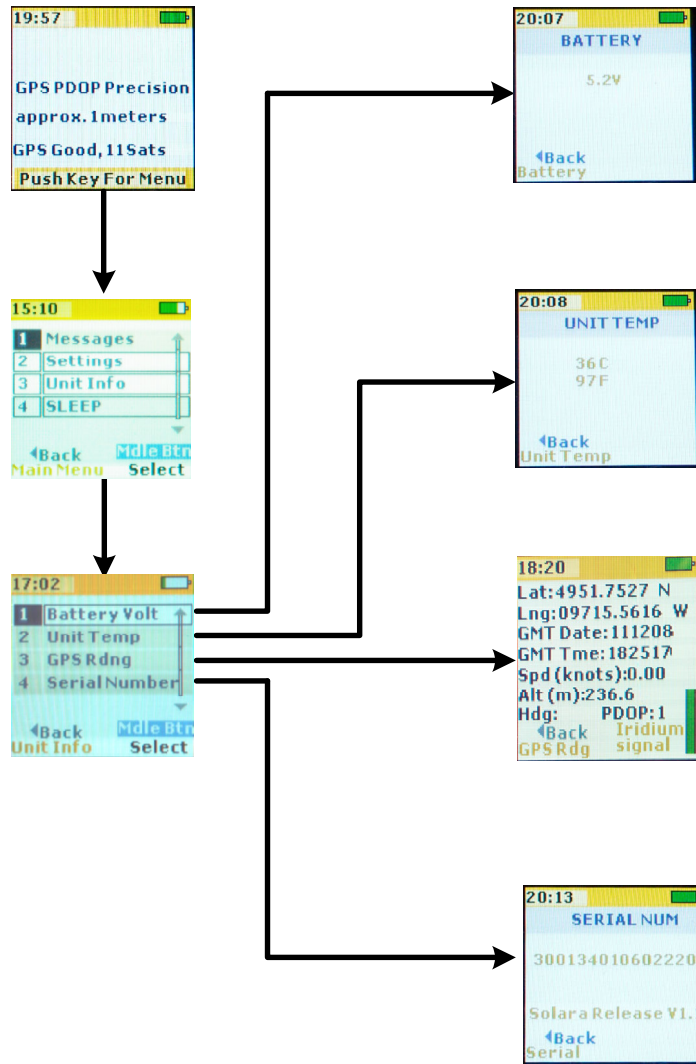 19:57
GPS PDOP Precision
approx. 1meters
GPS Good, 11Sats
Push Key For Menu
15:10
1 Messages
2 Settings
3 Unit Info
4 SLEEP
Back Mdle Btn
Main Menu Select
17:02
1 Battery Volt
2 Unit Temp
3 GPS Rdng
4 Serial Number
Back Mdle Btn
Unit Info Select
20:07
BATTERY
5.2V
Back
Battery
20:08
UNIT TEMP
36C
97F
Back
Unit Temp
18:20
Lat:4951.7527 N
Lng:09715.5616 W
GMT Date:111208
GMT Tme:182517
Spd (knots):0.00
Alt (m):236.6
Hdg: PDOP:1
Back Iridium
GPS Rdg signal
20:13
SERIAL NUM
300134010602220
Solara Release V1.
Back
Serial